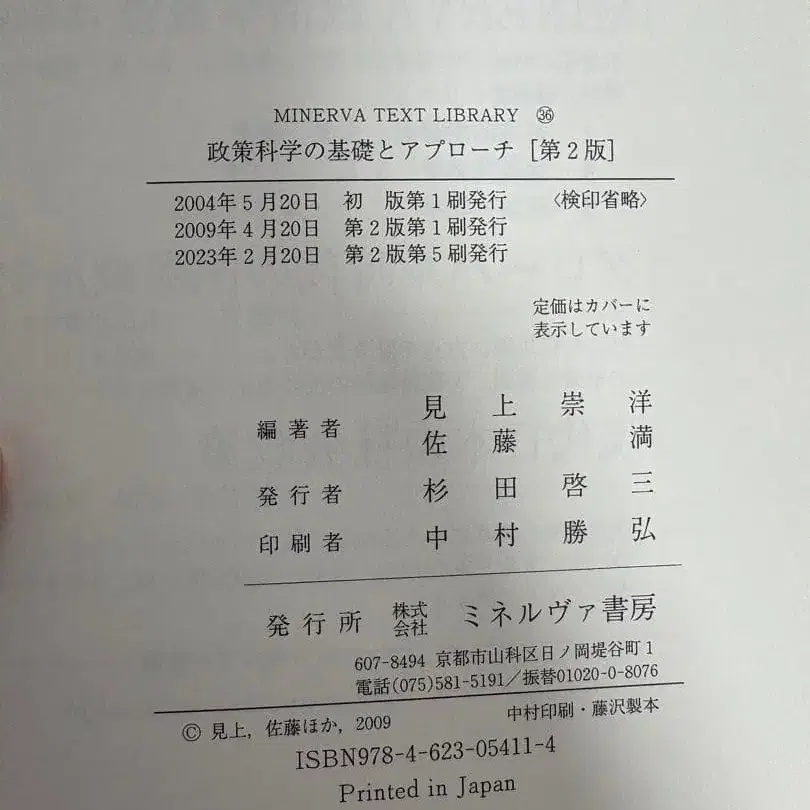 MINERVA TEXT LIBRARY ㊱
政策科学の基礎とアプローチ [第2版]
2004年5月20日 初 版第1刷発行 〈検印省略〉
2009年4月20日 第2版第1刷発行
2023年2月20日 第2版第5刷発行
定価はカバーに
表示しています
編著者 見上崇洋
佐藤満
発行者 杉田啓三
印刷者 中村勝弘
発行所 株式会社 ミネルヴァ書房
607-8494 京都市山科区日ノ岡堤谷町1
電話(075)581-5191/振替01020-0-8076
© 見上, 佐藤ほか, 2009 中村印刷・藤沢製本
ISBN978-4-623-05411-4
Printed in Japan